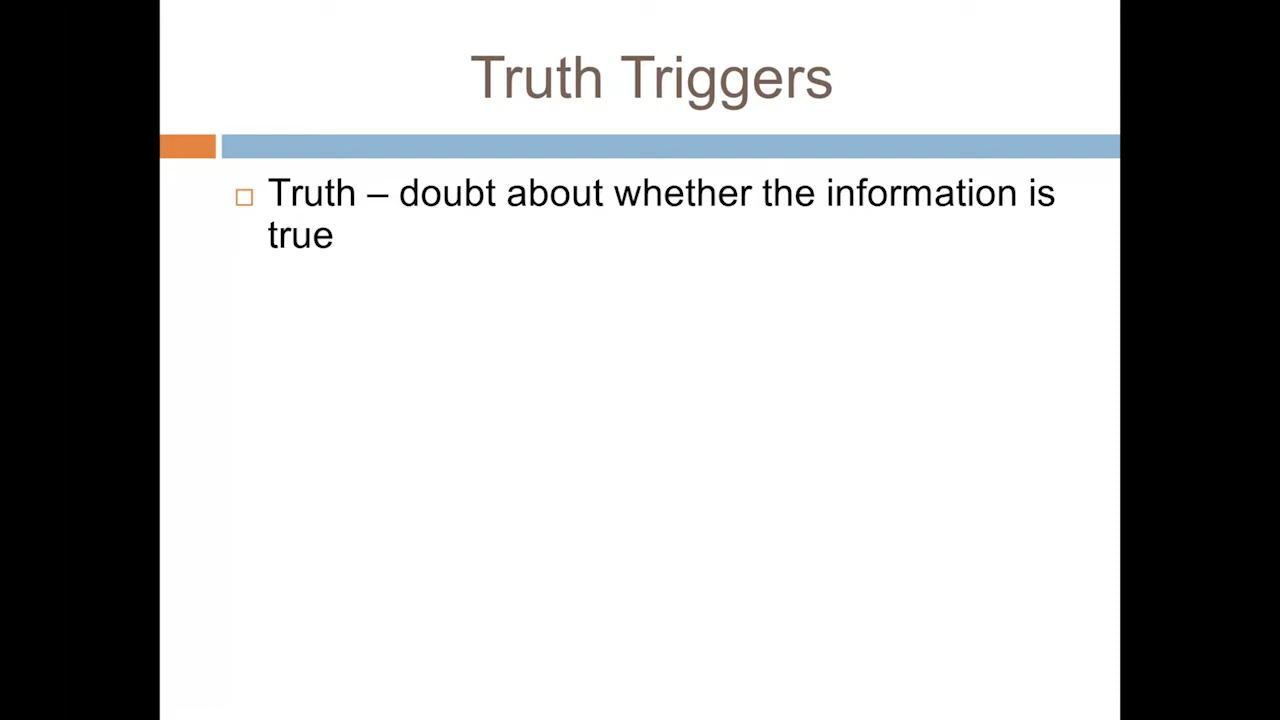 Truth Triggers
Truth – doubt about whether the information is
true